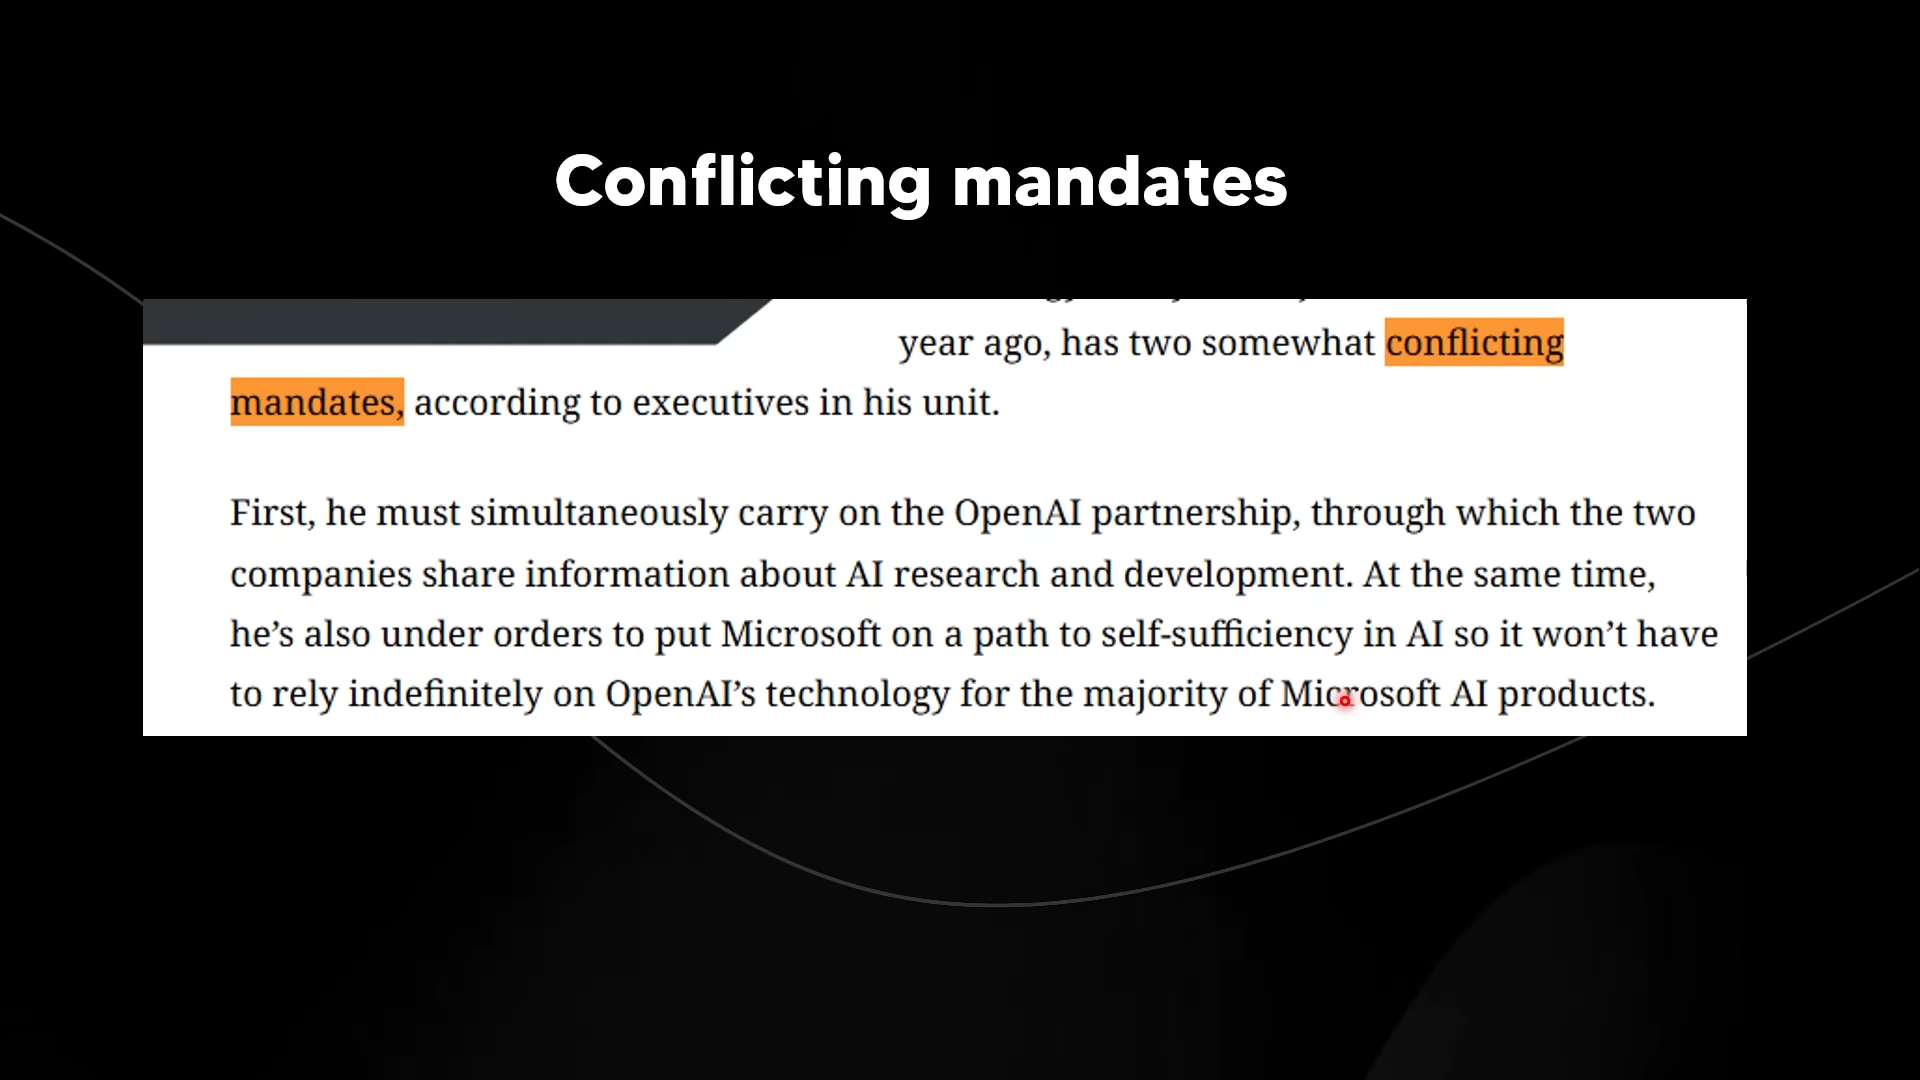 Conflicting mandates
year ago, has two somewhat conflicting
mandates, according to executives in his unit.
First, he must simultaneously carry on the OpenAI partnership, through which the two
companies share information about AI research and development. At the same time,
he’s also under orders to put Microsoft on a path to self-sufficiency in AI so it won’t have
to rely indefinitely on OpenAI’s technology for the majority of Microsoft AI products.